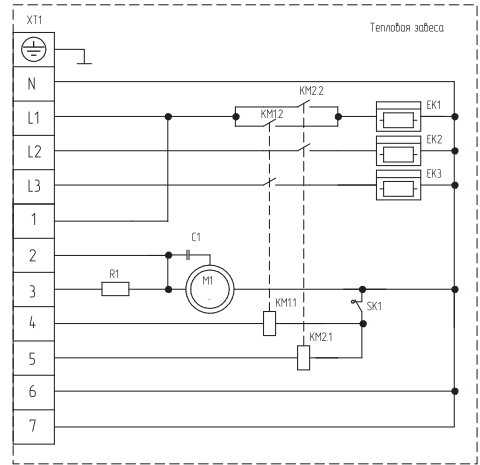 XT1
Тепловая завеса
N
KM2.2
EK1
L1
KM1.2
EK2
L2
EK3
L3
1
C1
2
R1
M1
3
KM1.1
SK1
4
KM2.1
5
6
7